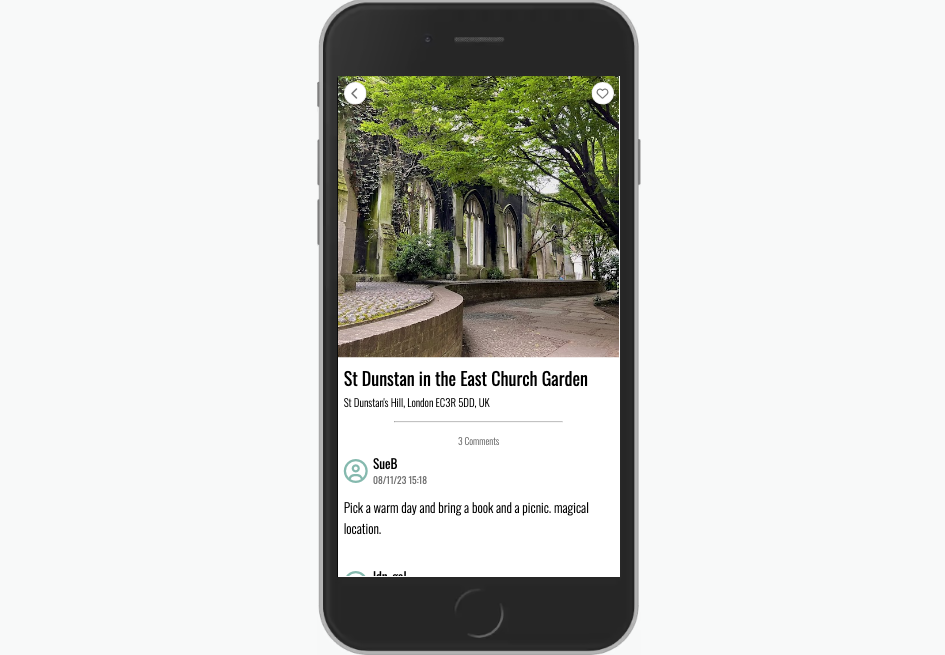 St Dunstan in the East Church Garden
St Dunstan's Hill, London EC3R 5DD, UK
3 Comments
SueB
08/11/23 15:18
Pick a warm day and bring a book and a picnic. magical
location.